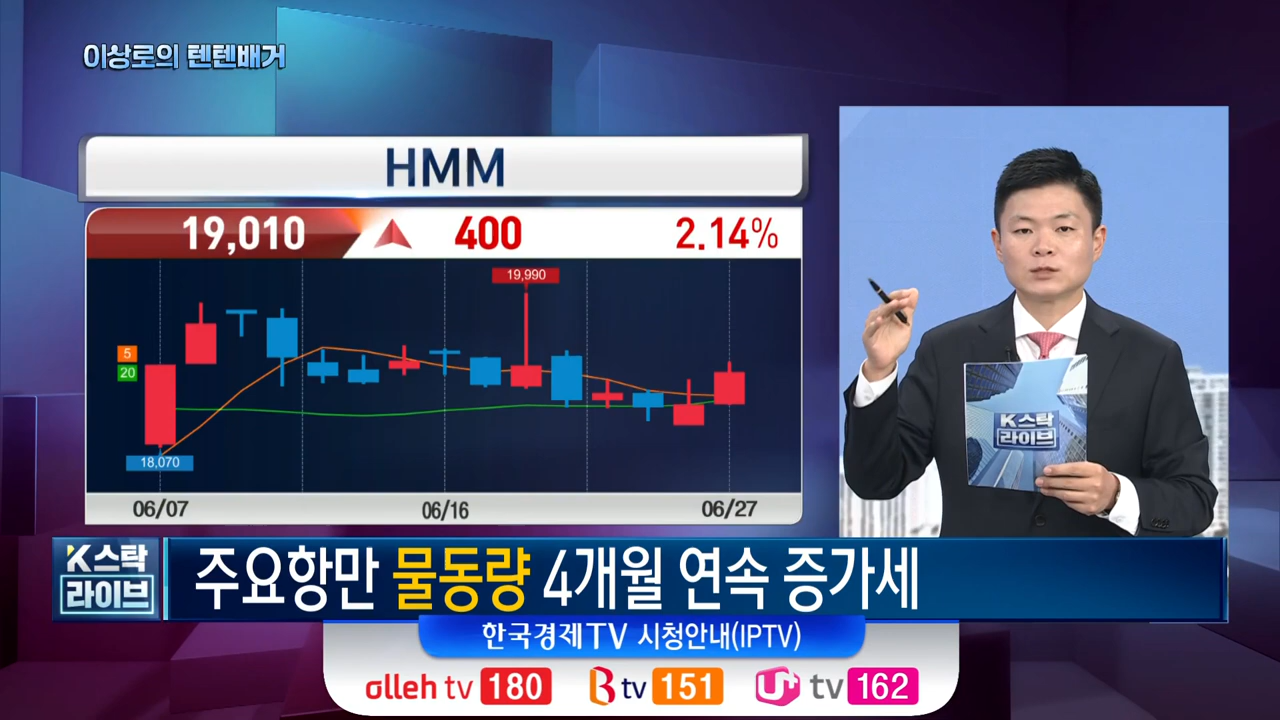 이상로의 텐텐배거
HMM
19,010 400 2.14%
19,990
5
20
18,070
06/07 06/16 06/27
K스탁
라이브
K스탁
라이브
주요항만 물동량 4개월 연속 증가세
한국경제TV 시청안내(IPTV)
olleh tv 180 B tv 151 U+ tv 162